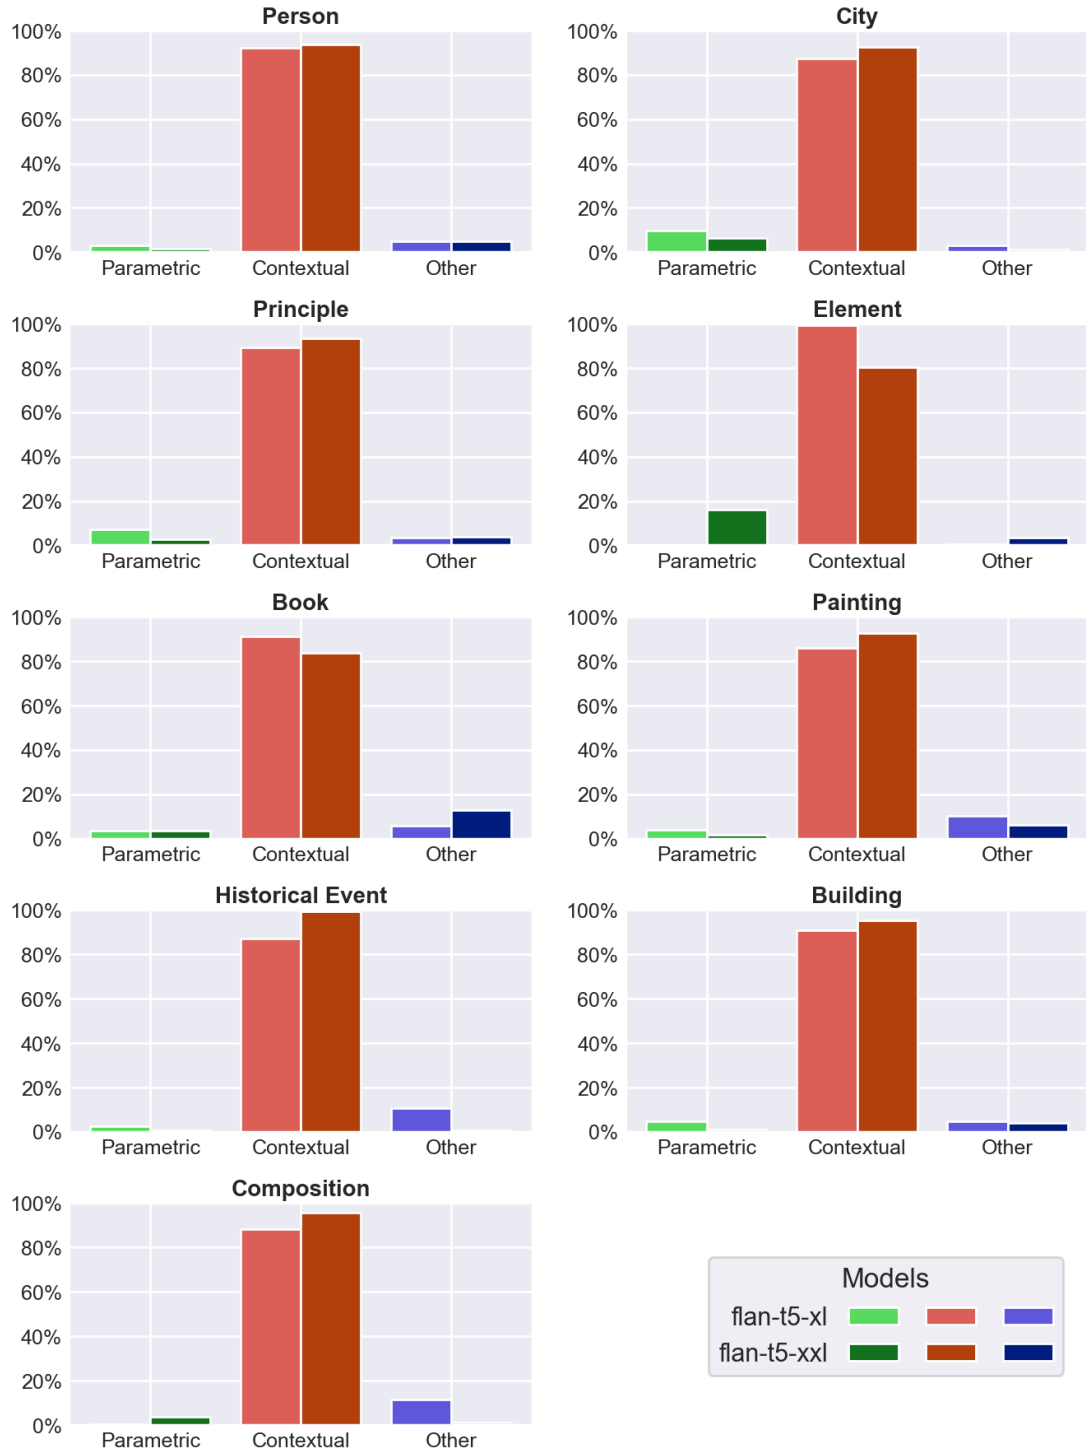 Person
100%
80%
60%
40%
20%
0%
Parametric Contextual Other
City
100%
80%
60%
40%
20%
0%
Parametric Contextual Other
Principle
100%
80%
60%
40%
20%
0%
Parametric Contextual Other
Element
100%
80%
60%
40%
20%
0%
Parametric Contextual Other
Book
100%
80%
60%
40%
20%
0%
Parametric Contextual Other
Painting
100%
80%
60%
40%
20%
0%
Parametric Contextual Other
Historical Event
100%
80%
60%
40%
20%
0%
Parametric Contextual Other
Building
100%
80%
60%
40%
20%
0%
Parametric Contextual Other
Composition
100%
80%
60%
40%
20%
0%
Parametric Contextual Other
Models
flan-t5-xl
flan-t5-xxl